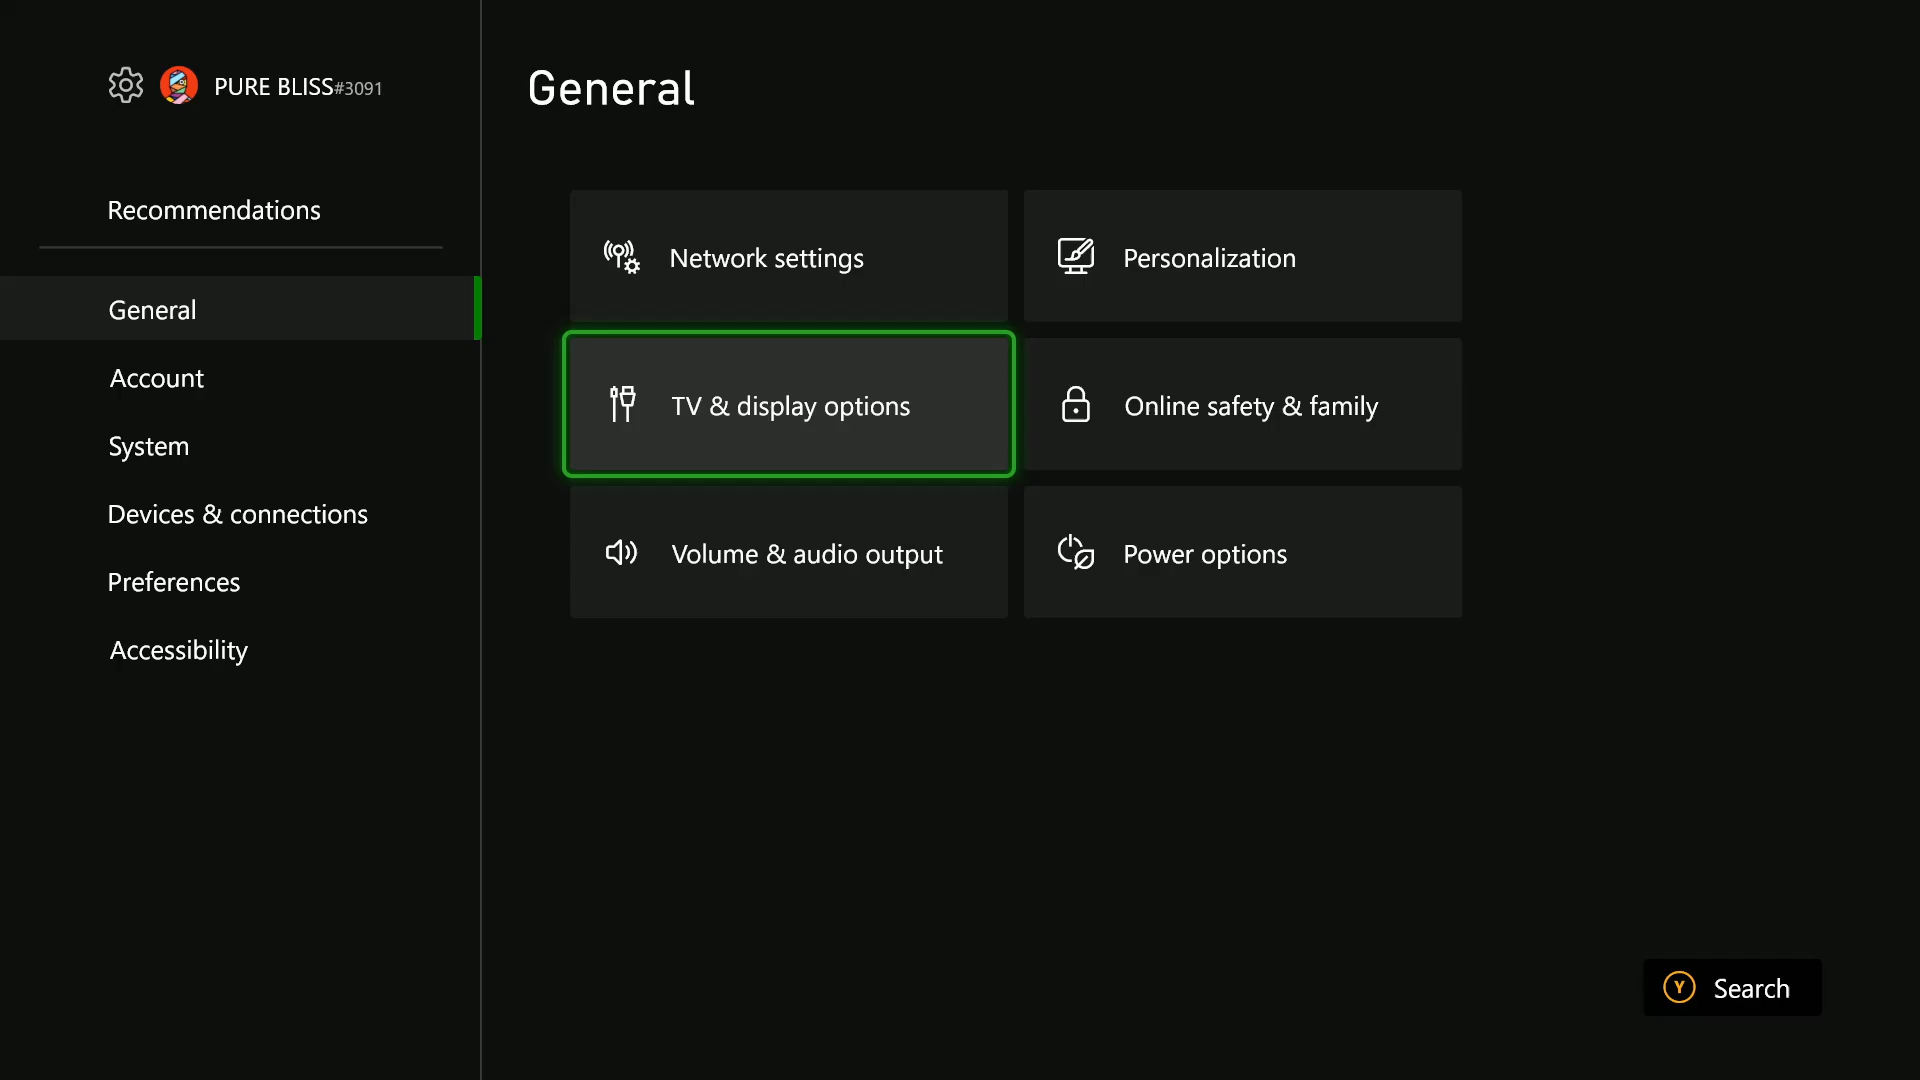 PURE BLISS#3091
Recommendations
General
Account
System
Devices & connections
Preferences
Accessibility
General
Network settings
Personalization
TV & display options
Online safety & family
Volume & audio output
Power options
Y Search